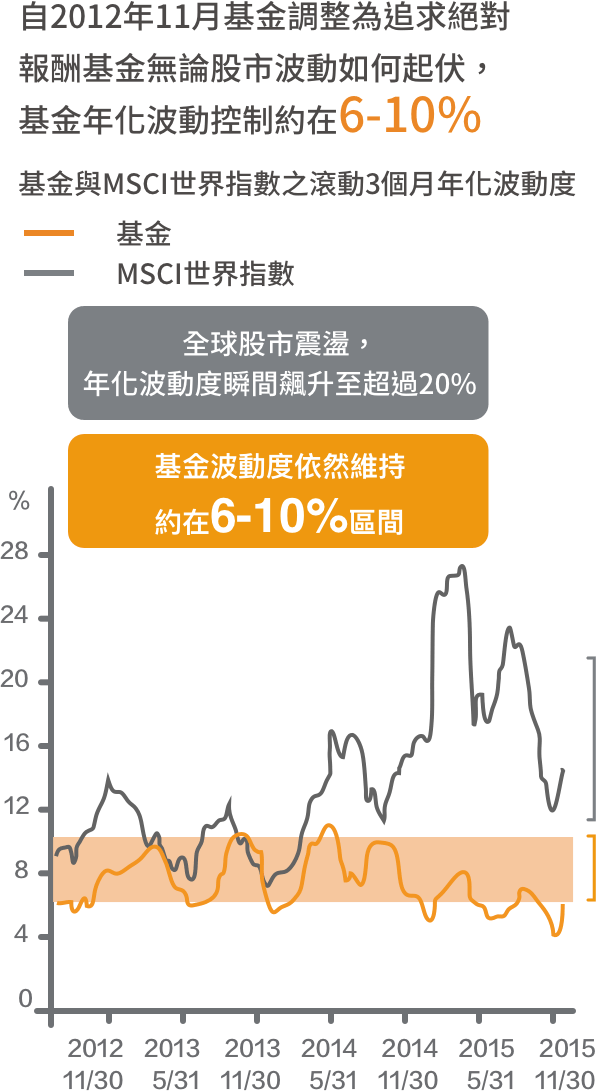 自2012年11月基金調整為追求絕對
報酬基金無論股市波動如何起伏，
基金年化波動控制約在6-10%
基金與MSCI世界指數之滾動3個月年化波動度
基金
MSCI世界指數
全球股市震盪，
年化波動度瞬間飆升至超過20%
基金波動度依然維持
約在6-10%區間
%
28
24
20
16
12
8
4
0
2012 2013 2013 2014 2014 2015 2015
11/30 5/31 11/30 5/31 11/30 5/31 11/30